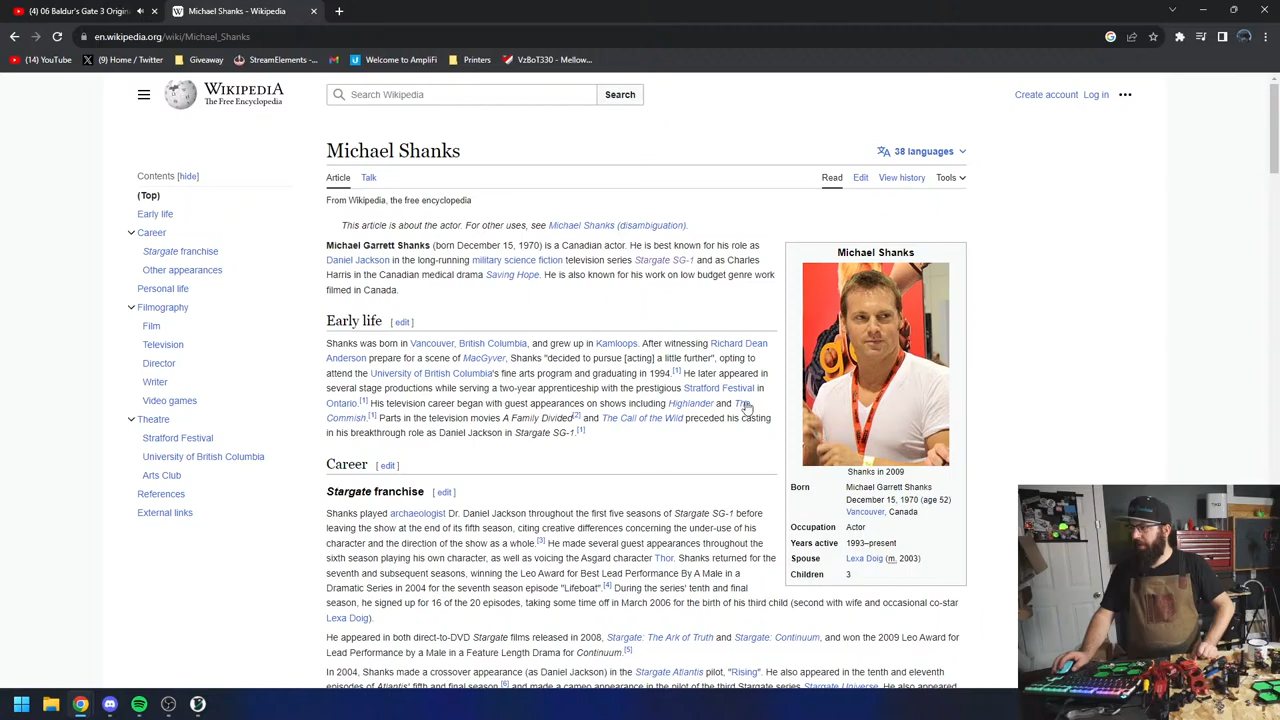 (4) 06 Baldur's Gate 3 Origina
Michael Shanks - Wikipedia
en.wikipedia.org/wiki/Michael_Shanks
(14) YouTube
(9) Home / Twitter
Giveaway
StreamElements -...
Welcome to AmpliFi
Printers
VzBoT330 - Mellow...
WIKIPEDIA
The Free Encyclopedia
Search Wikipedia
Search
Create account
Log in
Michael Shanks
38 languages
Article
Talk
Read
Edit
View history
Tools
From Wikipedia, the free encyclopedia
Contents [hide]
(Top)
Early life
Career
Stargate franchise
Other appearances
Personal life
Filmography
Film
Television
Director
Writer
Video games
Theatre
Stratford Festival
University of British Columbia
Arts Club
References
External links
This article is about the actor. For other uses, see Michael Shanks (disambiguation).
Michael Garrett Shanks (born December 15, 1970) is a Canadian actor. He is best known for his role as
Daniel Jackson in the long-running military science fiction television series Stargate SG-1 and as Charles
Harris in the Canadian medical drama Saving Hope. He is also known for his work on low budget genre work
filmed in Canada.
Early life [ edit ]
Shanks was born in Vancouver, British Columbia, and grew up in Kamloops. After witnessing Richard Dean
Anderson prepare for a scene of MacGyver, Shanks "decided to pursue [acting] a little further", opting to
attend the University of British Columbia's fine arts program and graduating in 1994.[1] He later appeared in
several stage productions while serving a two-year apprenticeship with the prestigious Stratford Festival in
Ontario.[1] His television career began with guest appearances on shows including Highlander and The
Commish.[1] Parts in the television movies A Family Divided[2] and The Call of the Wild preceded his casting
in his breakthrough role as Daniel Jackson in Stargate SG-1.[1]
Career [ edit ]
Stargate franchise [ edit ]
Shanks played archaeologist Dr. Daniel Jackson throughout the first five seasons of Stargate SG-1 before
leaving the show at the end of its fifth season, citing creative differences concerning the under-use of his
character and the direction of the show as a whole.[3] He made several guest appearances throughout the
sixth season playing his own character, as well as voicing the Asgard character Thor. Shanks returned for the
seventh and subsequent seasons, winning the Leo Award for Best Lead Performance By A Male in a
Dramatic Series in 2004 for the seventh season episode "Lifeboat".[4] During the series' tenth and final
season, he signed up for 16 of the 20 episodes, taking some time off in March 2006 for the birth of his third child (second with wife and occasional co-star
Lexa Doig).
He appeared in both direct-to-DVD Stargate films released in 2008, Stargate: The Ark of Truth and Stargate: Continuum, and won the 2009 Leo Award for
Lead Performance by a Male in a Feature Length Drama for Continuum.[5]
In 2004, Shanks made a crossover appearance (as Daniel Jackson) in the Stargate Atlantis pilot, "Rising". He also appeared in the tenth and eleventh
episodes of Atlantis' fifth and final season [6] and made a cameo appearance in the pilot of the third Stargate series Stargate Universe. He also appeared
Michael Shanks
Shanks in 2009
Born
Michael Garrett Shanks
December 15, 1970 (age 52)
Vancouver, Canada
Occupation Actor
Years active 1993–present
Spouse Lexa Doig (m. 2003)
Children 3